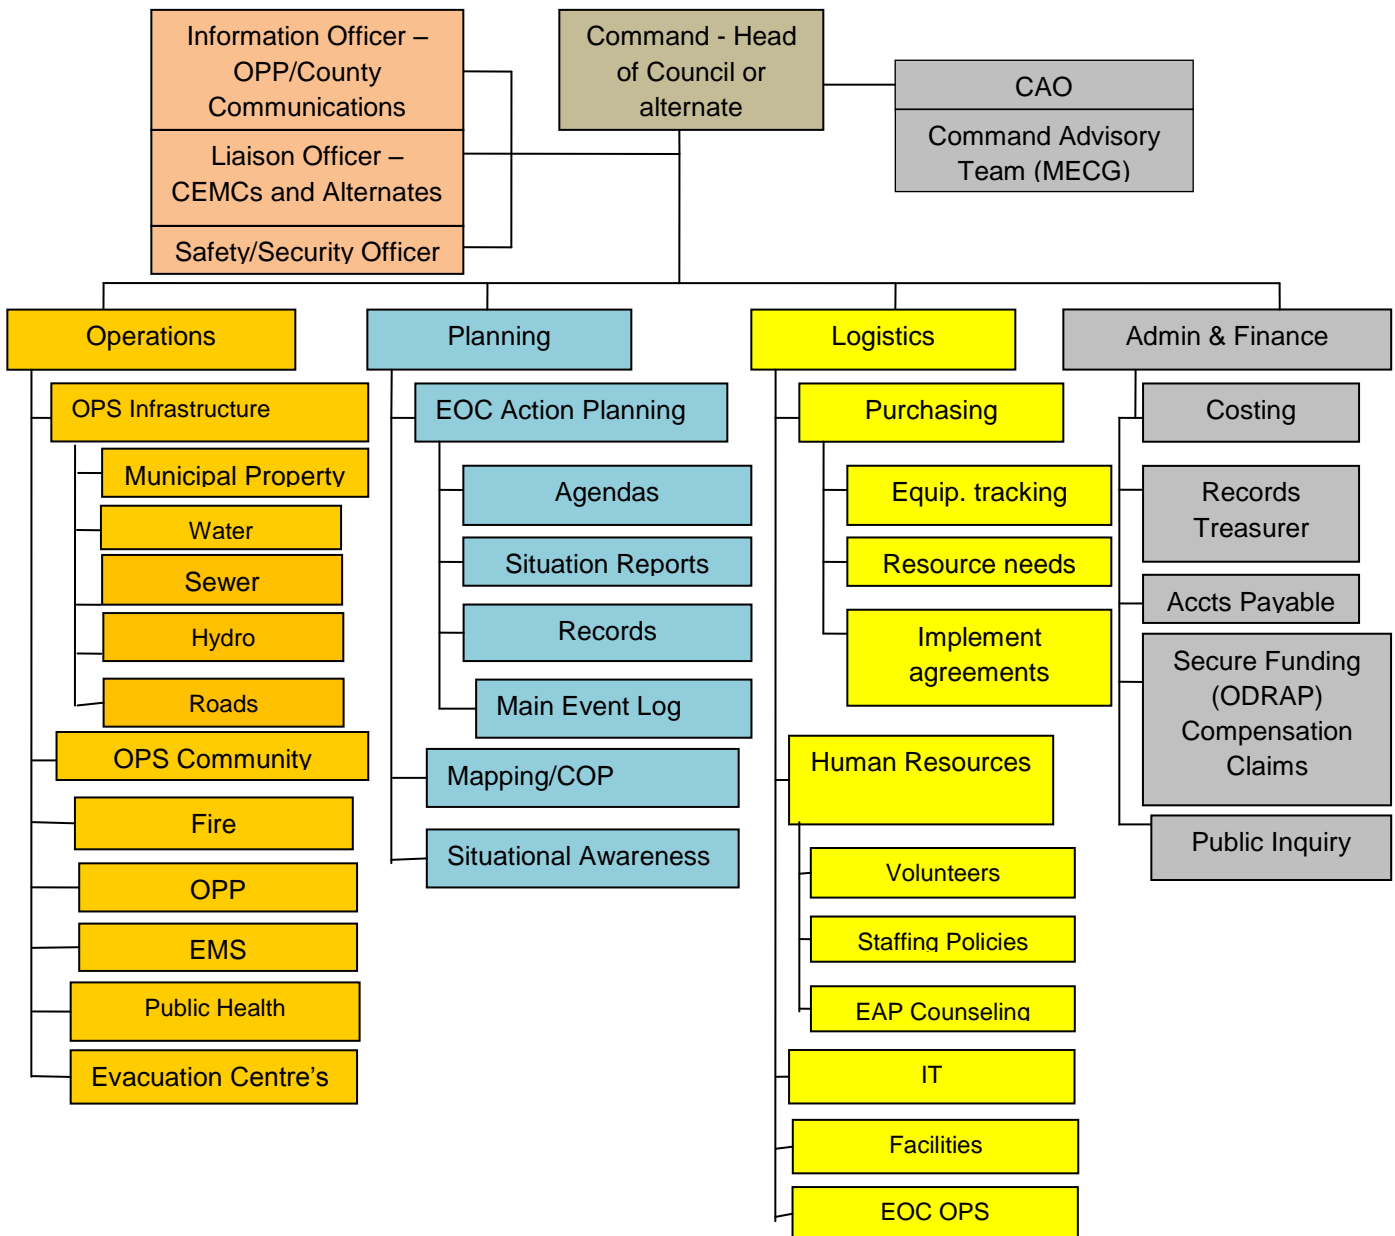 Information Officer –
OPP/County
Communications
Liaison Officer –
CEMCs and Alternates
Safety/Security Officer
Command - Head
of Council or
alternate
CAO
Command Advisory
Team (MECG)
Operations
OPS Infrastructure
Municipal Property
Water
Sewer
Hydro
Roads
OPS Community
Fire
OPP
EMS
Public Health
Evacuation Centre's
Planning
EOC Action Planning
Agendas
Situation Reports
Records
Main Event Log
Mapping/COP
Situational Awareness
Logistics
Purchasing
Equip. tracking
Resource needs
Implement
agreements
Human Resources
Volunteers
Staffing Policies
EAP Counseling
IT
Facilities
EOC OPS
Admin & Finance
Costing
Records
Treasurer
Accts Payable
Secure Funding
(ODRAP)
Compensation
Claims
Public Inquiry